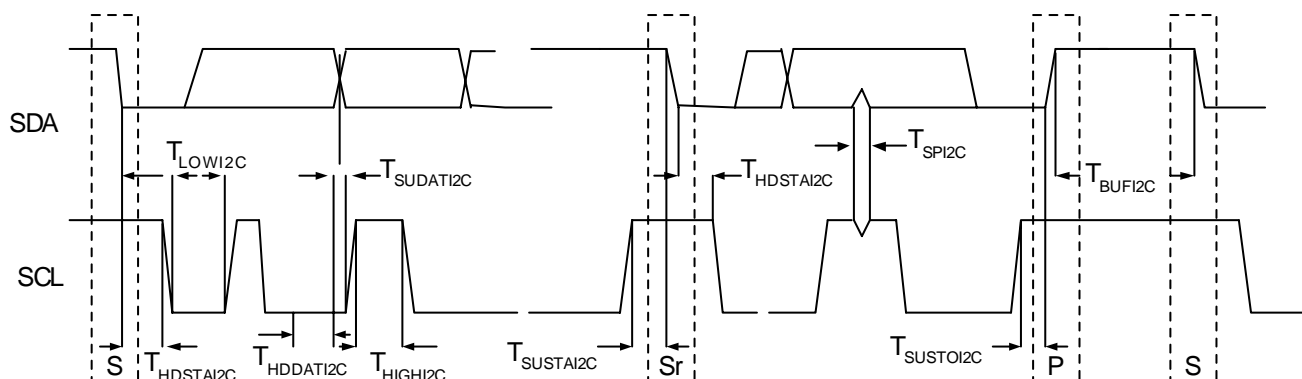 SDA
TLOWI2C
TSUDATI2C
THDSTAI2C
TSPI2C
TBUFI2C
SCL
S
THDSTAI2C
THDDATI2C
THIGHI2C
TSUSTAI2C
Sr
TSUSTOI2C
P
S